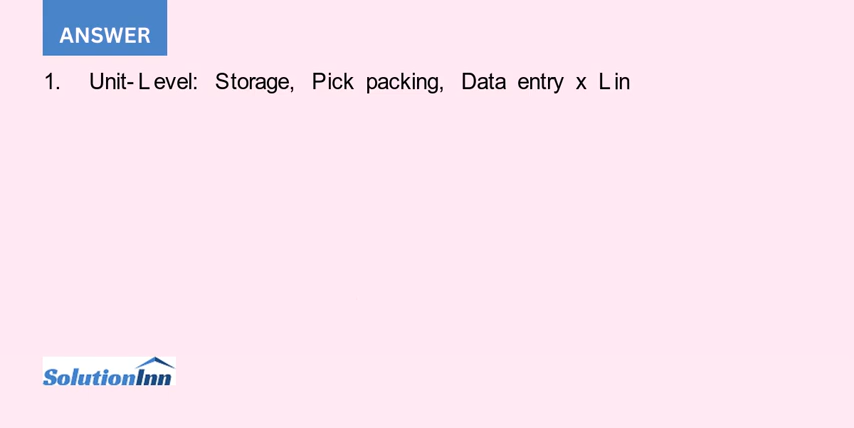 ANSWER
1. Unit-Level: Storage, Pick packing, Data entry x Lin
SolutionInn